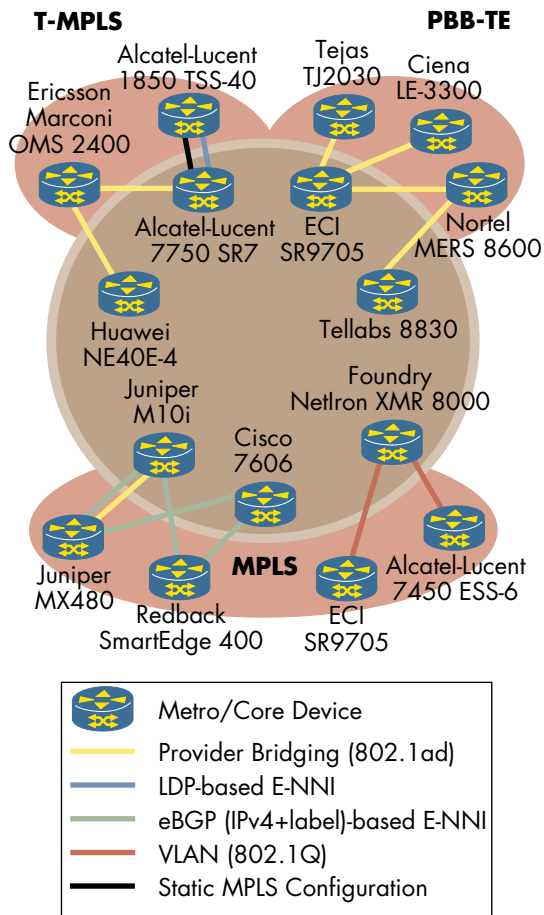 T-MPLS
PBB-TE
Alcatel-Lucent
1850 TSS-40
Tejas
TJ2030
Ciena
LE-3300
Ericsson
Marconi
OMS 2400
Alcatel-Lucent
7750 SR7
ECI
SR9705
Nortel
MERS 8600
Huawei
NE40E-4
Tellabs 8830
Juniper
M10i
Foundry
NetIron XMR 8000
Cisco
7606
Juniper
MX480
MPLS
Redback
SmartEdge 400
ECI
SR9705
Alcatel-Lucent
7450 ESS-6
Metro/Core Device
Provider Bridging (802.1ad)
LDP-based E-NNI
eBGP (IPv4+label)-based E-NNI
VLAN (802.1Q)
Static MPLS Configuration